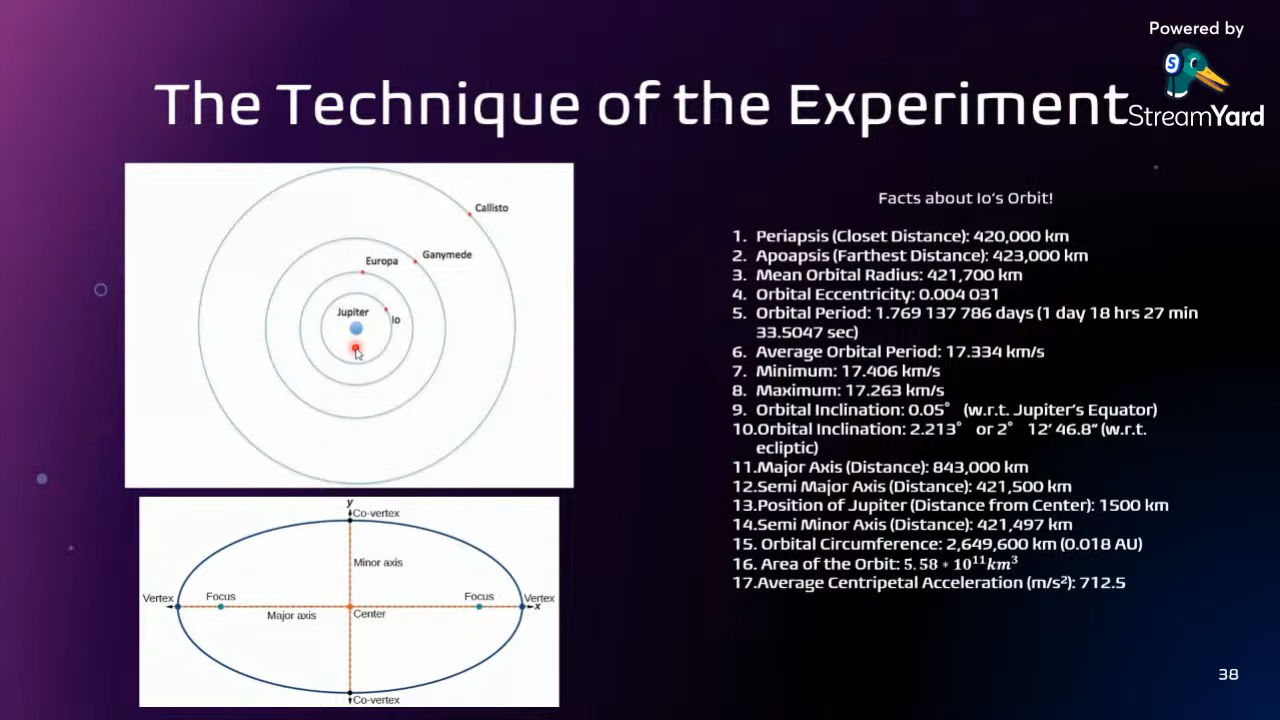 Powered by
S
StreamYard
The Technique of the Experiment
Callisto
Ganymede
Europa
Jupiter
Io
Facts about Io's Orbit!
1. Periapsis (Closet Distance): 420,000 km
2. Apoapsis (Farthest Distance): 423,000 km
3. Mean Orbital Radius: 421,700 km
4. Orbital Eccentricity: 0.004 031
5. Orbital Period: 1.769 137 786 days (1 day 18 hrs 27 min
33.5047 sec)
6. Average Orbital Period: 17.334 km/s
7. Minimum: 17.406 km/s
8. Maximum: 17.263 km/s
9. Orbital Inclination: 0.05° (w.r.t. Jupiter's Equator)
10.Orbital Inclination: 2.213° or 2° 12' 46.8" (w.r.t.
ecliptic)
11.Major Axis (Distance): 843,000 km
12.Semi Major Axis (Distance): 421,500 km
13.Position of Jupiter (Distance from Center): 1500 km
14.Semi Minor Axis (Distance): 421,497 km
15. Orbital Circumference: 2,649,600 km (0.018 AU)
16. Area of the Orbit: 5.58 * 10¹¹km³
17.Average Centripetal Acceleration (m/s²): 712.5
y
Co-vertex
Minor axis
Vertex
Focus
Focus
Vertex
x
Major axis
Center
Co-vertex
38